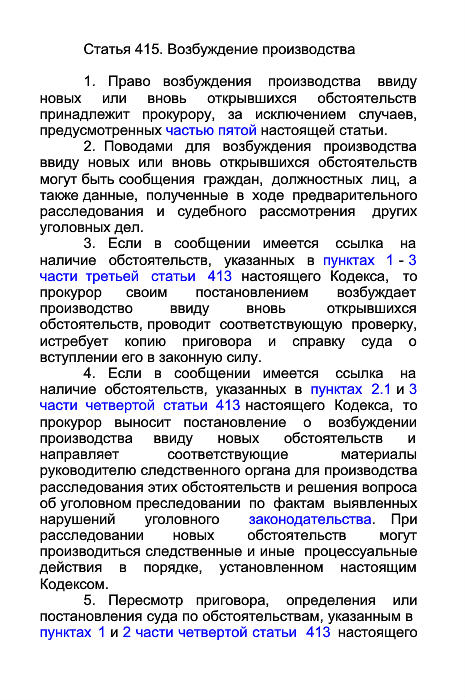 Статья 415. Возбуждение производства
1. Право возбуждения производства ввиду
новых или вновь открывшихся обстоятельств
принадлежит прокурору, за исключением случаев,
предусмотренных частью пятой настоящей статьи.
2. Поводами для возбуждения производства
ввиду новых или вновь открывшихся обстоятельств
могут быть сообщения граждан, должностных лиц, а
также данные, полученные в ходе предварительного
расследования и судебного рассмотрения других
уголовных дел.
3. Если в сообщении имеется ссылка на
наличие обстоятельств, указанных в пунктах 1 - 3
части третьей статьи 413 настоящего Кодекса, то
прокурор своим постановлением возбуждает
производство ввиду вновь открывшихся
обстоятельств, проводит соответствующую проверку,
истребует копию приговора и справку суда о
вступлении его в законную силу.
4. Если в сообщении имеется ссылка на
наличие обстоятельств, указанных в пунктах 2.1 и 3
части четвертой статьи 413 настоящего Кодекса, то
прокурор выносит постановление о возбуждении
производства ввиду новых обстоятельств и
направляет соответствующие материалы
руководителю следственного органа для производства
расследования этих обстоятельств и решения вопроса
об уголовном преследовании по фактам выявленных
нарушений уголовного законодательства. При
расследовании новых обстоятельств могут
производиться следственные и иные процессуальные
действия в порядке, установленном настоящим
Кодексом.
5. Пересмотр приговора, определения или
постановления суда по обстоятельствам, указанным в
пунктах 1 и 2 части четвертой статьи 413 настоящего